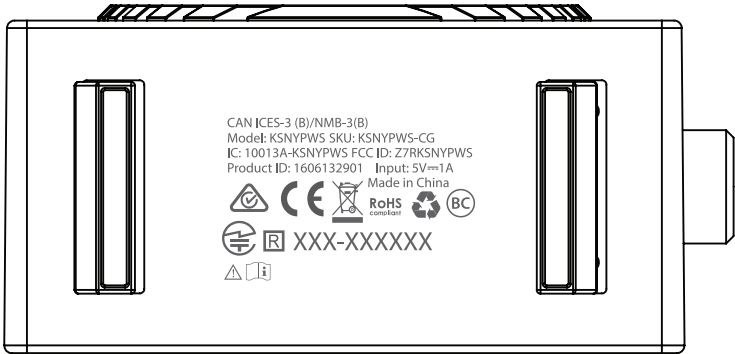 CAN ICES-3 (B)/NMB-3(B)
Model: KSNYPWS SKU: KSNYPWS-CG
IC: 10013A-KSNYPWS FCC ID: Z7RKSNYPWS
Product ID: 1606132901 Input: 5V⎓1A
Made in China
CE RoHS compliant BC
R XXX-XXXXXX
i